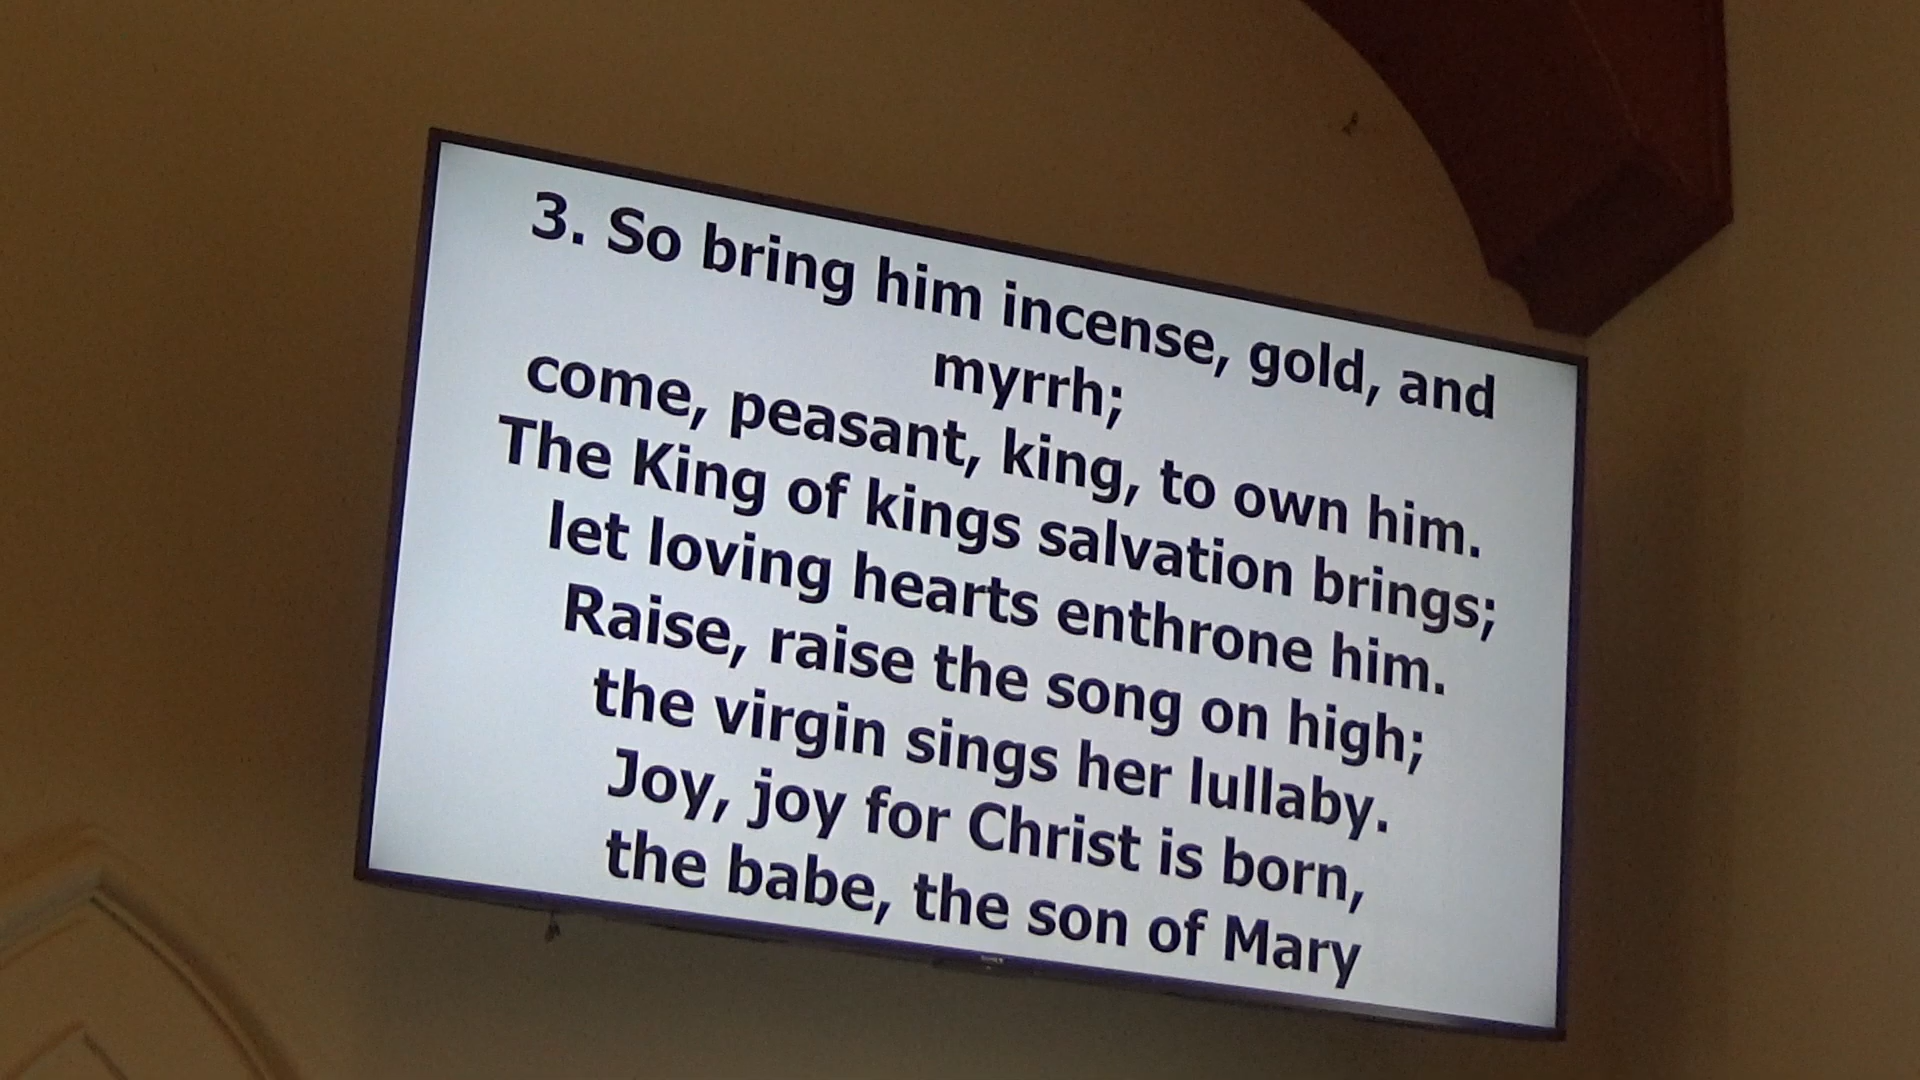 3. So bring him incense, gold, and
myrrh;
come, peasant, king, to own him.
The King of kings salvation brings;
let loving hearts enthrone him.
Raise, raise the song on high;
the virgin sings her lullaby.
Joy, joy for Christ is born,
the babe, the son of Mary